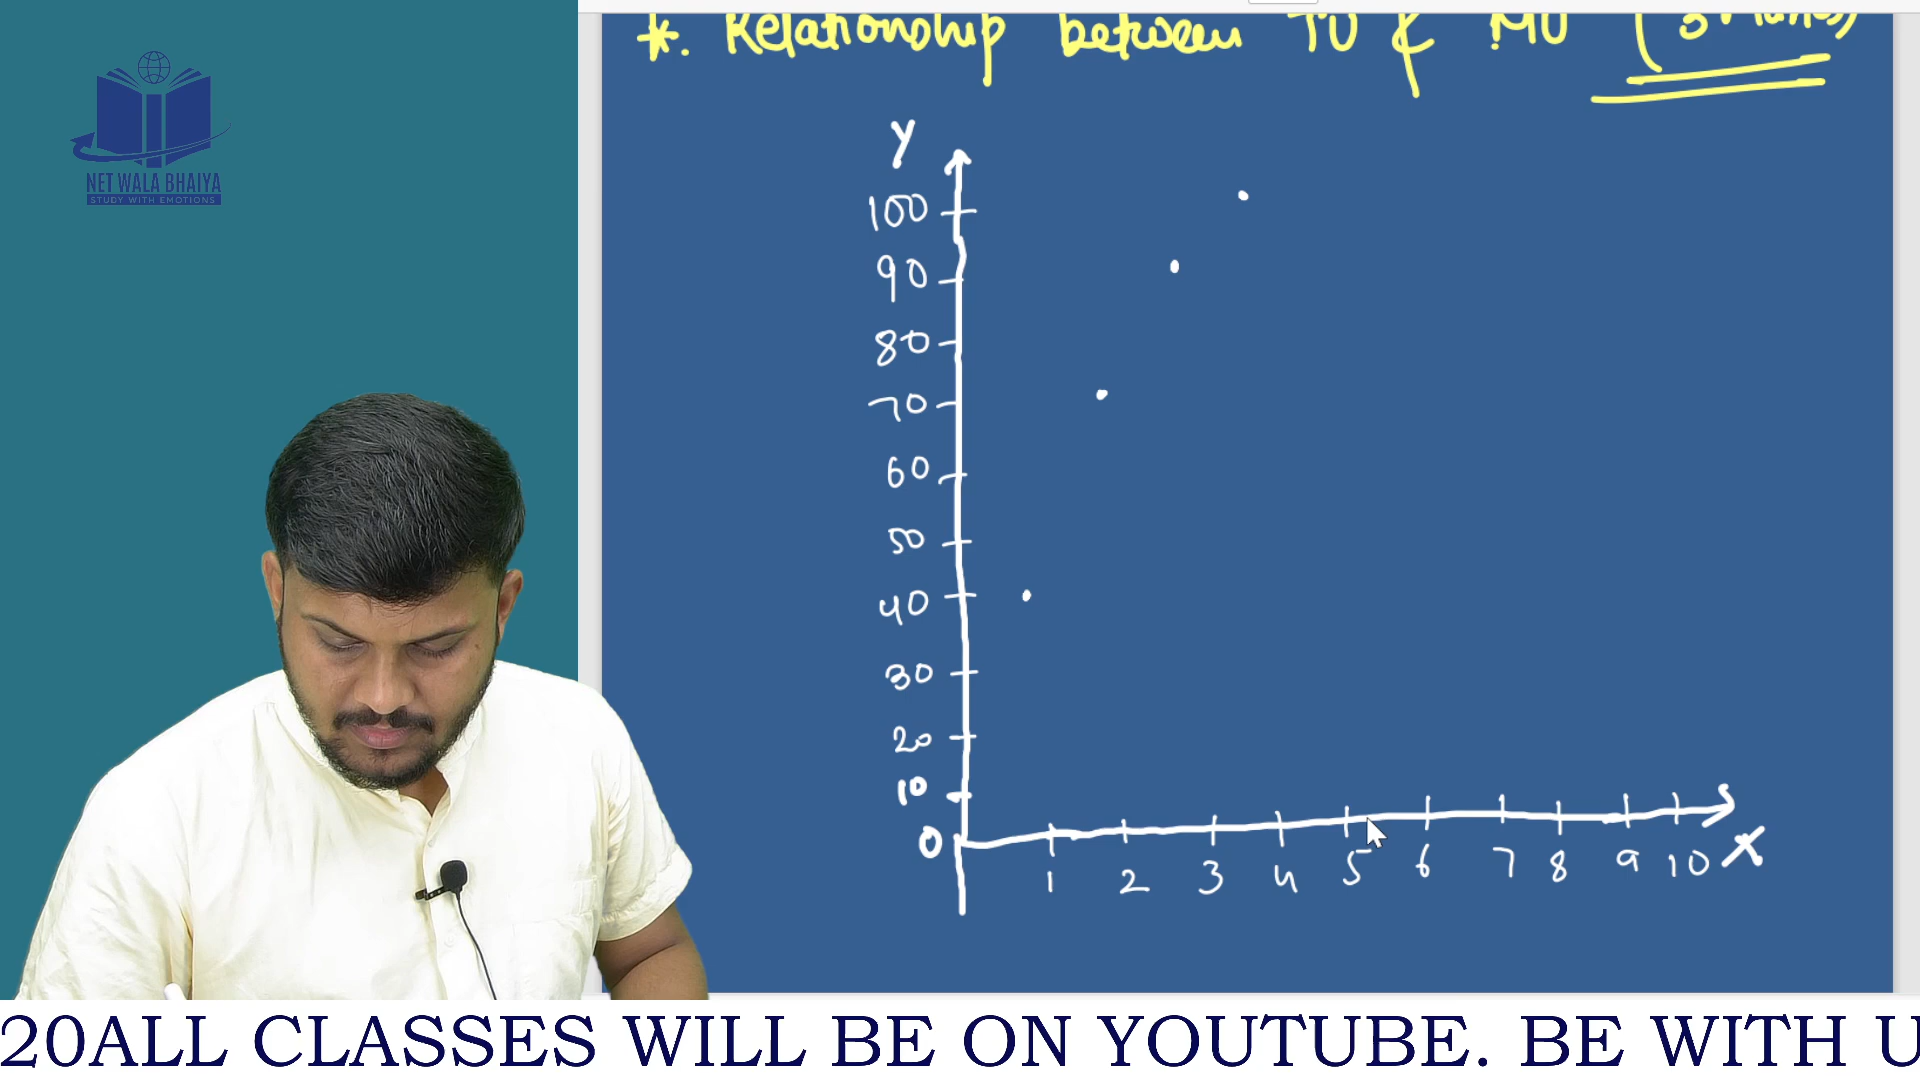 *. Relationship between TU & MU (3 Marks)
NET WALA BHAIYA
STUDY WITH EMOTIONS
Y
100
90
80
70
60
50
40
30
20
10
0
1 2 3 4 5 6 7 8 9 10 X
20ALL CLASSES WILL BE ON YOUTUBE. BE WITH U